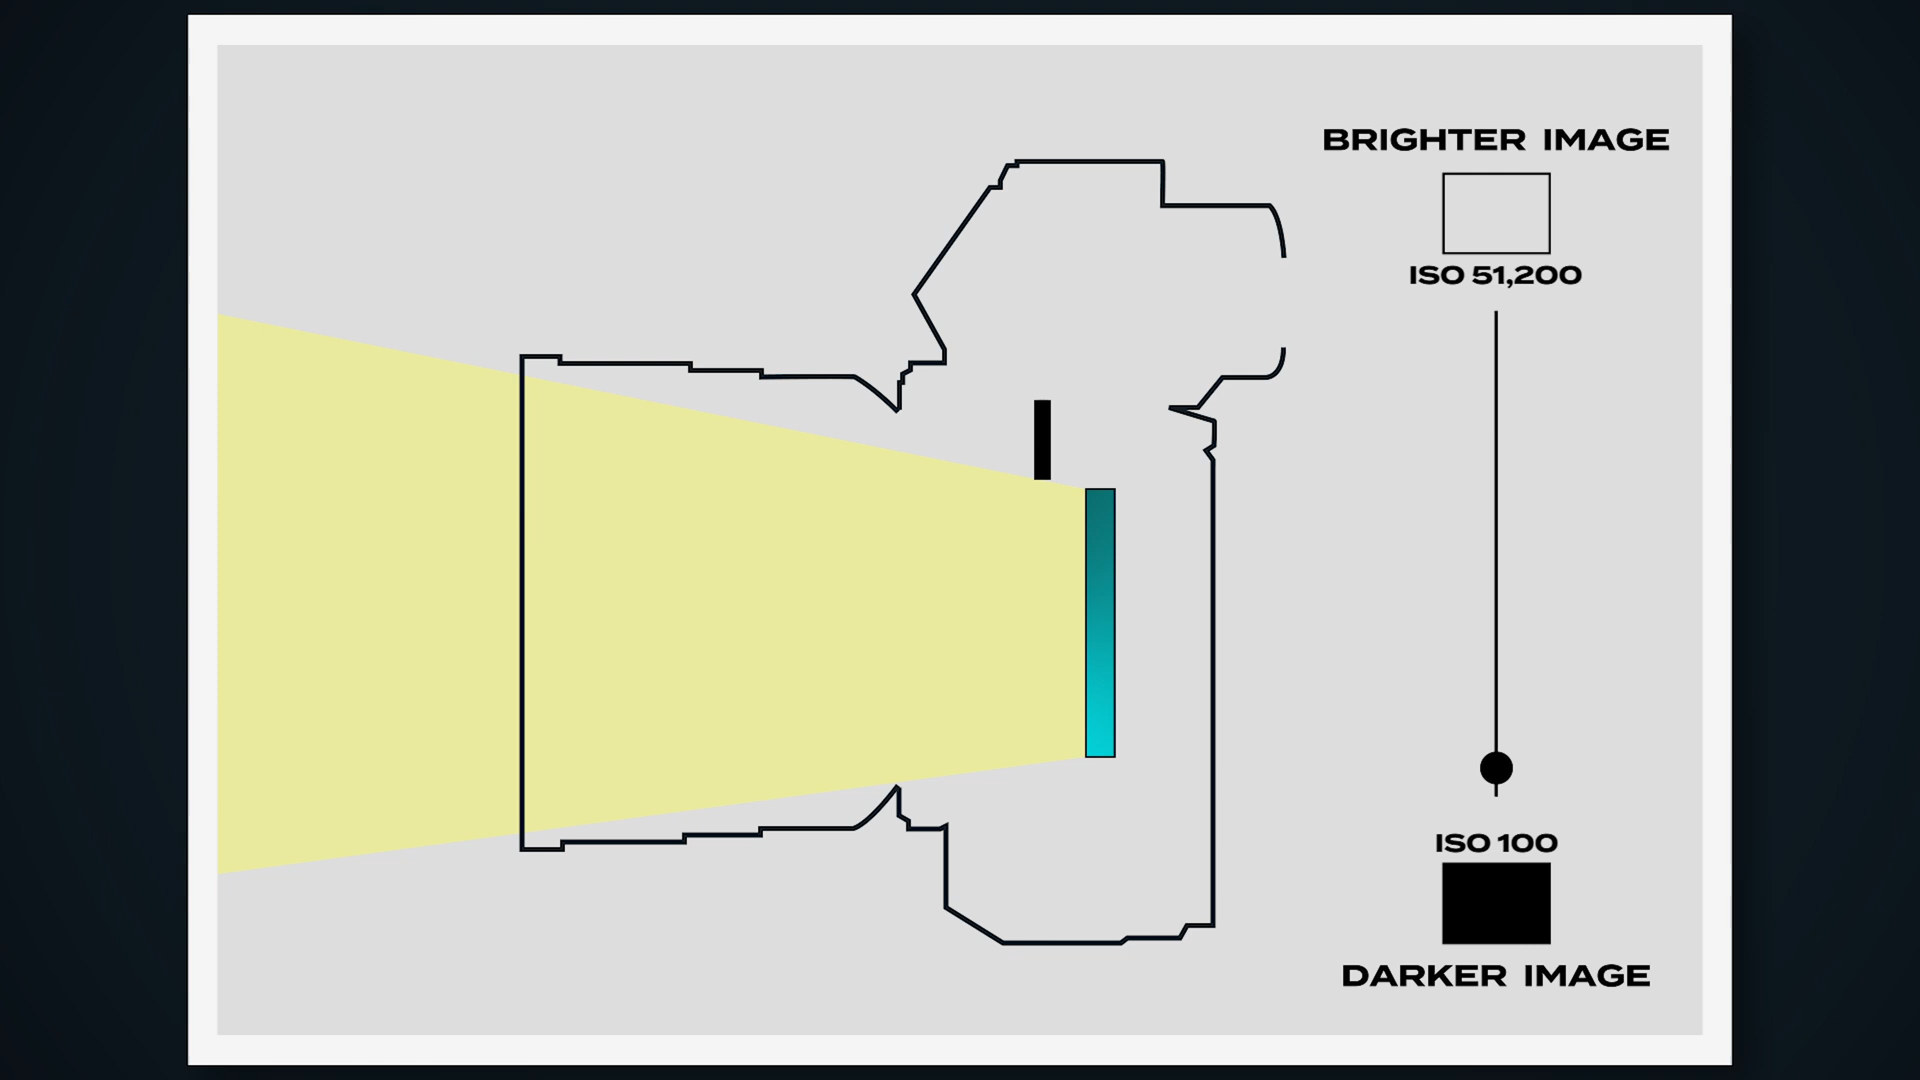 BRIGHTER IMAGE
ISO 51,200
ISO 100
DARKER IMAGE